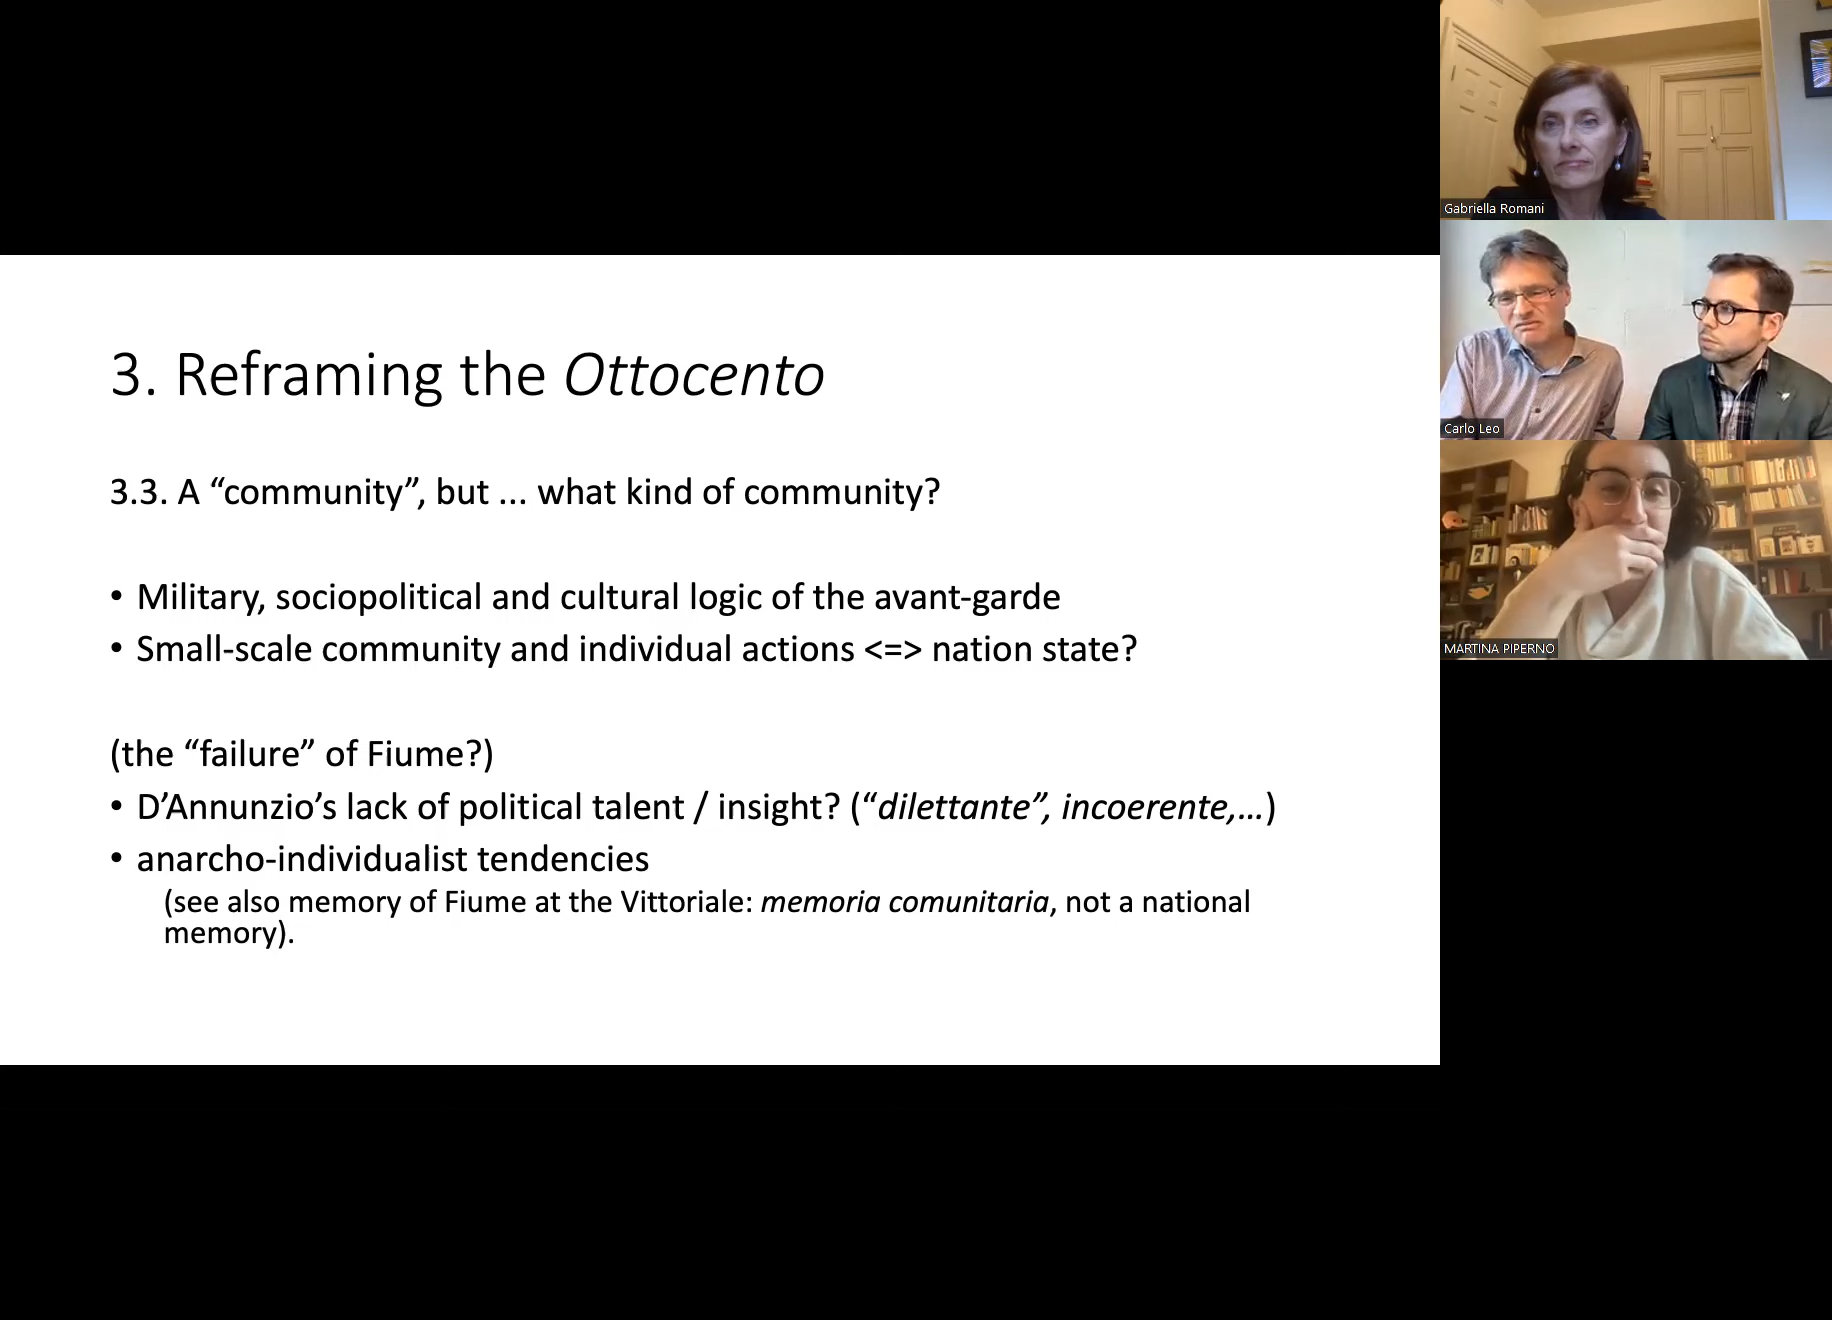 3. Reframing the Ottocento
3.3. A “community”, but ... what kind of community?
• Military, sociopolitical and cultural logic of the avant-garde
• Small-scale community and individual actions <=> nation state?
(the “failure” of Fiume?)
• D’Annunzio’s lack of political talent / insight? (“dilettante”, incoerente,...)
• anarcho-individualist tendencies
(see also memory of Fiume at the Vittoriale: memoria comunitaria, not a national
memory).
Gabriella Romani
Carlo Leo
MARTINA PIPERNO